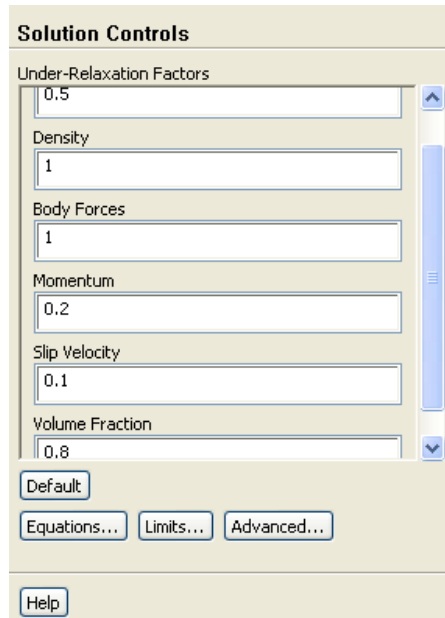 Solution Controls
Under-Relaxation Factors
0.5
Density
1
Body Forces
1
Momentum
0.2
Slip Velocity
0.1
Volume Fraction
0.8
Default
Equations... Limits... Advanced...
Help